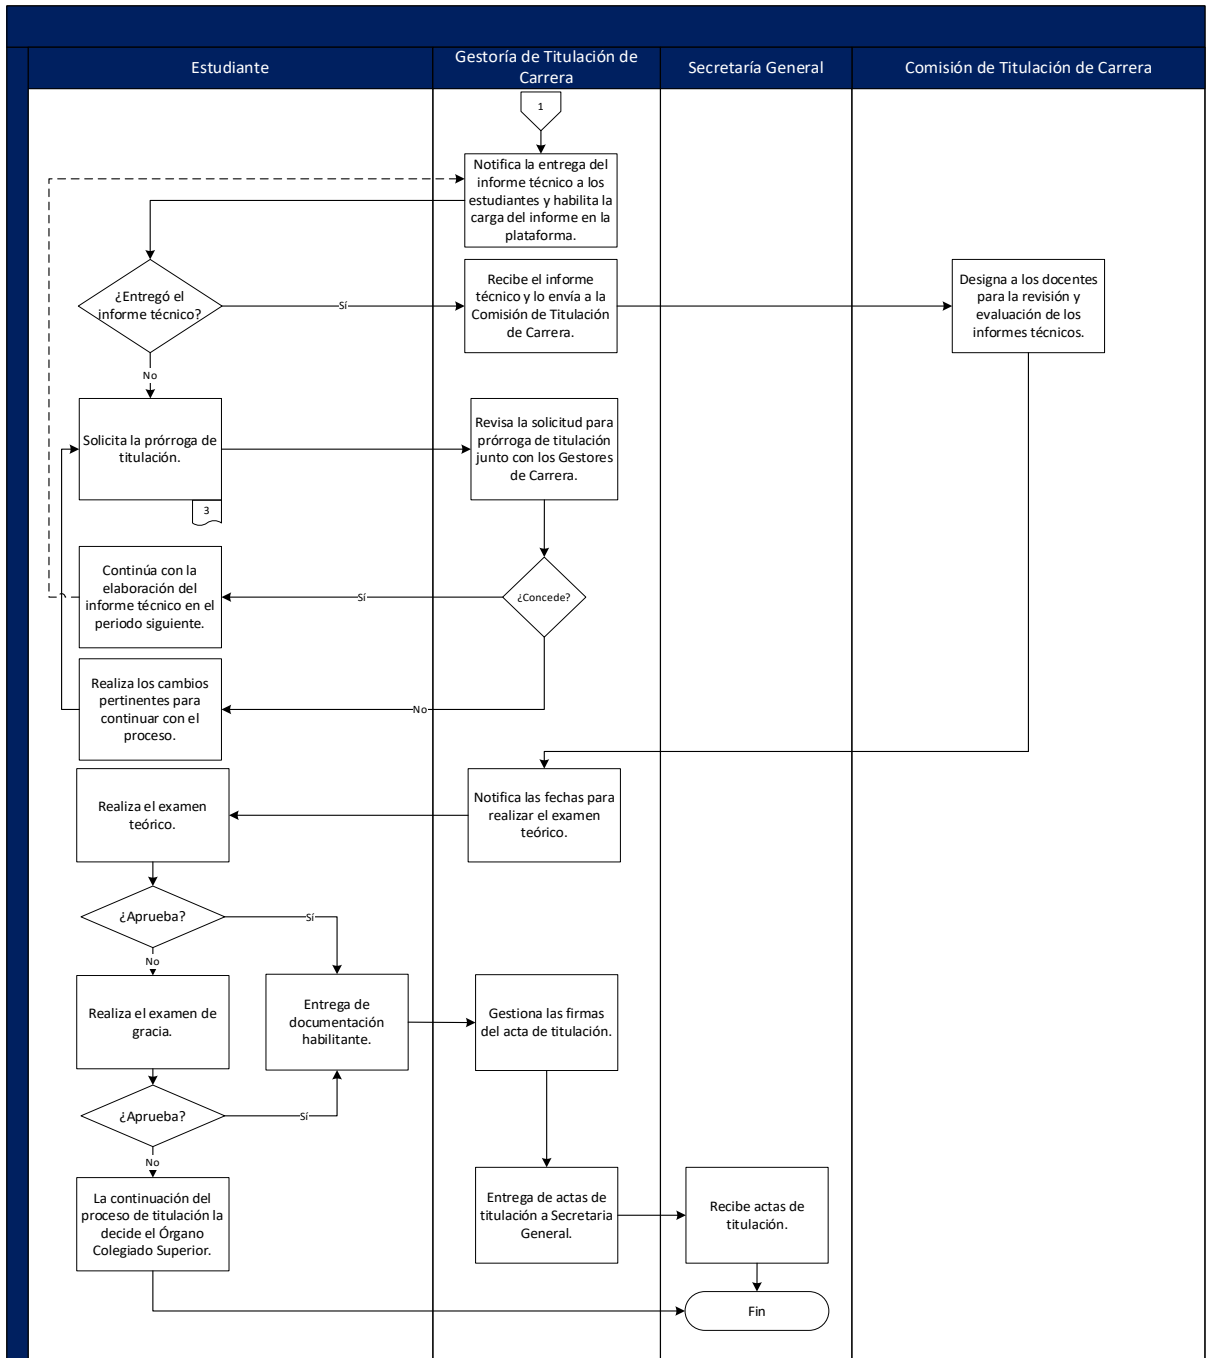 Estudiante
Gestoría de Titulación de
Carrera
Secretaría General
Comisión de Titulación de Carrera
1
Notifica la entrega del
informe técnico a los
estudiantes y habilita la
carga del informe en la
plataforma.
¿Entregó el
informe técnico?
Sí
Recibe el informe
técnico y lo envía a la
Comisión de Titulación
de Carrera.
Designa a los docentes
para la revisión y
evaluación de los
informes técnicos.
No
Solicita la prórroga de
titulación.
3
Revisa la solicitud para
prórroga de titulación
junto con los Gestores
de Carrera.
¿Concede?
Sí
Continúa con la
elaboración del
informe técnico en el
periodo siguiente.
No
Realiza los cambios
pertinentes para
continuar con el
proceso.
Notifica las fechas para
realizar el examen
teórico.
Realiza el examen
teórico.
¿Aprueba?
Sí
No
Realiza el examen de
gracia.
Entrega de
documentación
habilitante.
Gestiona las firmas
del acta de titulación.
¿Aprueba?
Sí
No
La continuación del
proceso de titulación la
decide el Órgano
Colegiado Superior.
Entrega de actas de
titulación a Secretaria
General.
Recibe actas de
titulación.
Fin